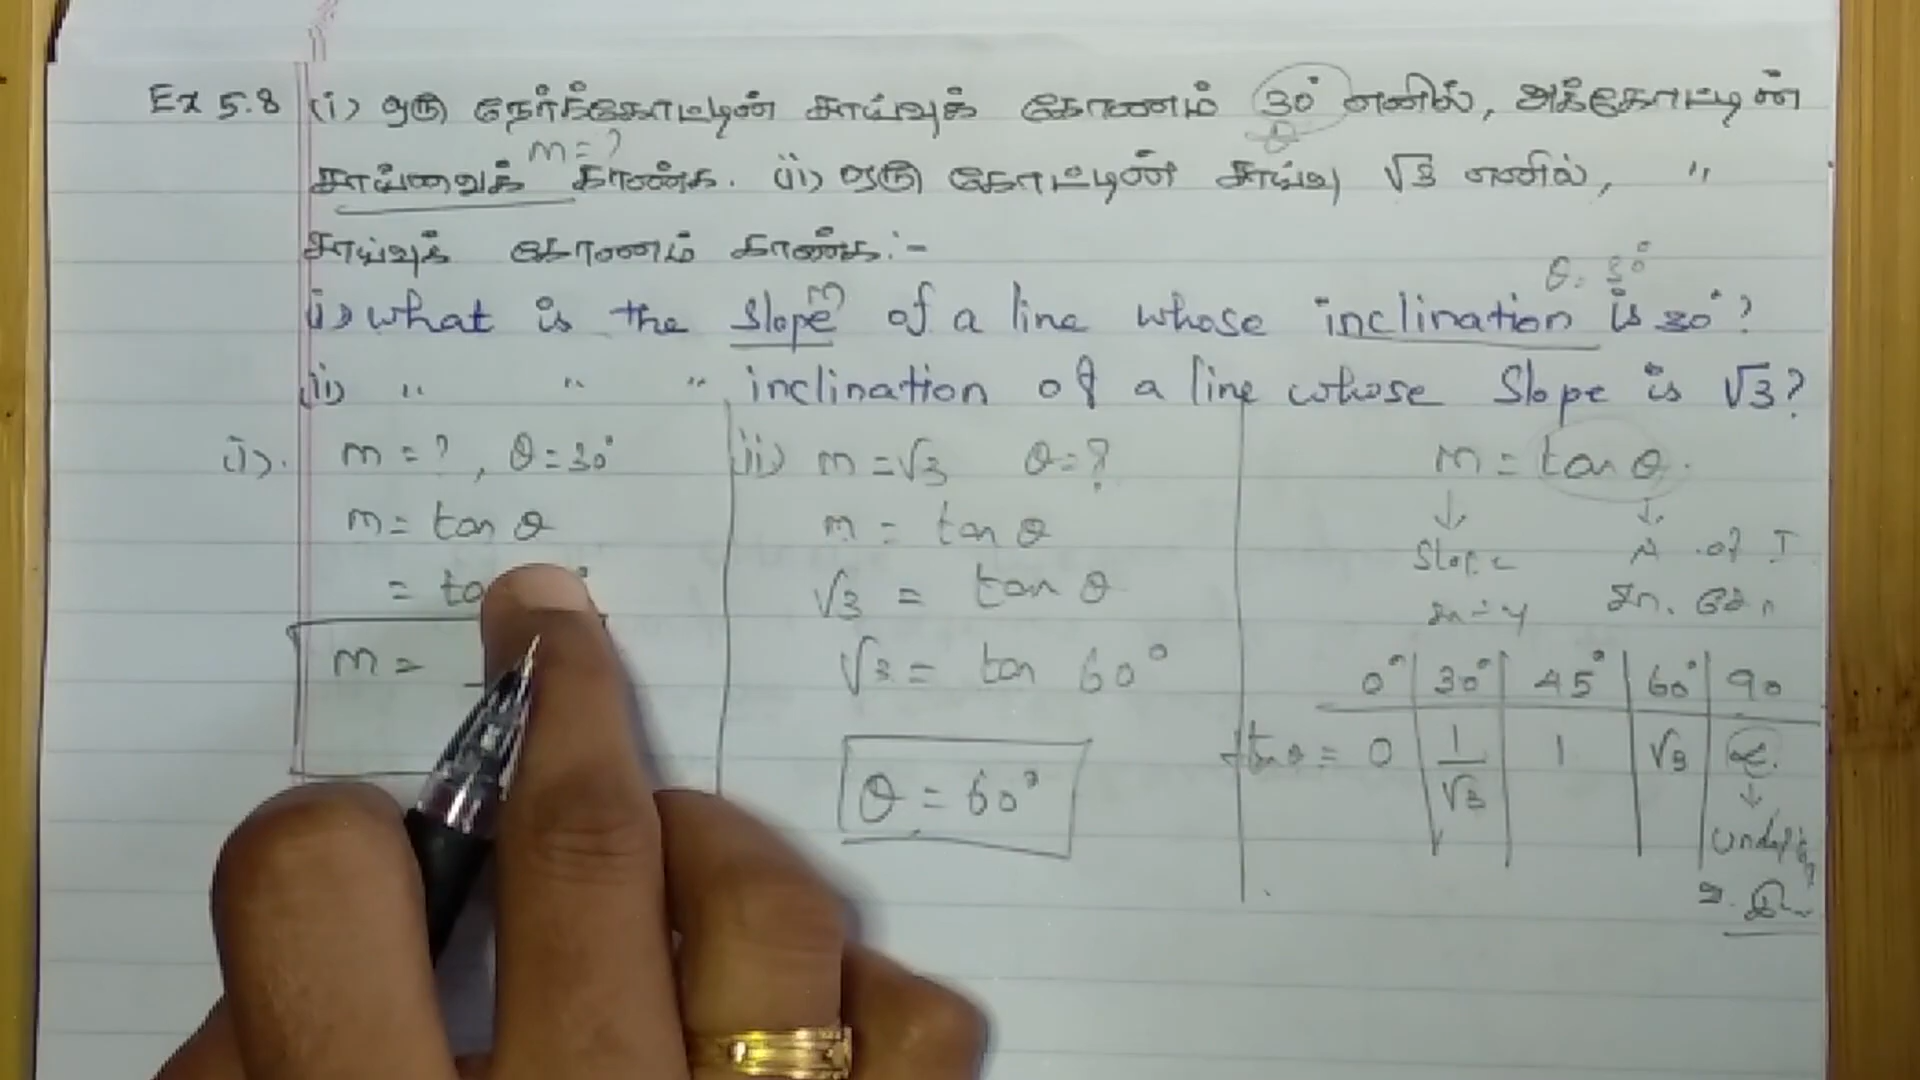 Ex 5.8 (i) ஒரு நேர்க்கோட்டின் சாய்வுக் கோணம் 30° எனில், அக்கோட்டின்
m = ? θ
சாய்வைக் காண்க. (ii) ஒரு கோட்டின் சாய்வு √3 எனில், "
சாய்வுக் கோணம் காண்க:-
θ = 30°
m
i) what is the slope of a line whose inclination is 30°?
ii) " " " inclination of a line whose Slope is √3?
i). m = ?, θ = 30°
m = tan θ
=
m =
ii) m = √3 θ = ?
m = tan θ
√3 = tan θ
√3 = tan 60°
θ = 60°
m = tan θ.
↓ ↓
Slope of I
0° 30° 45° 60° 90
tan θ = 0 1/√3 1 √3
↓